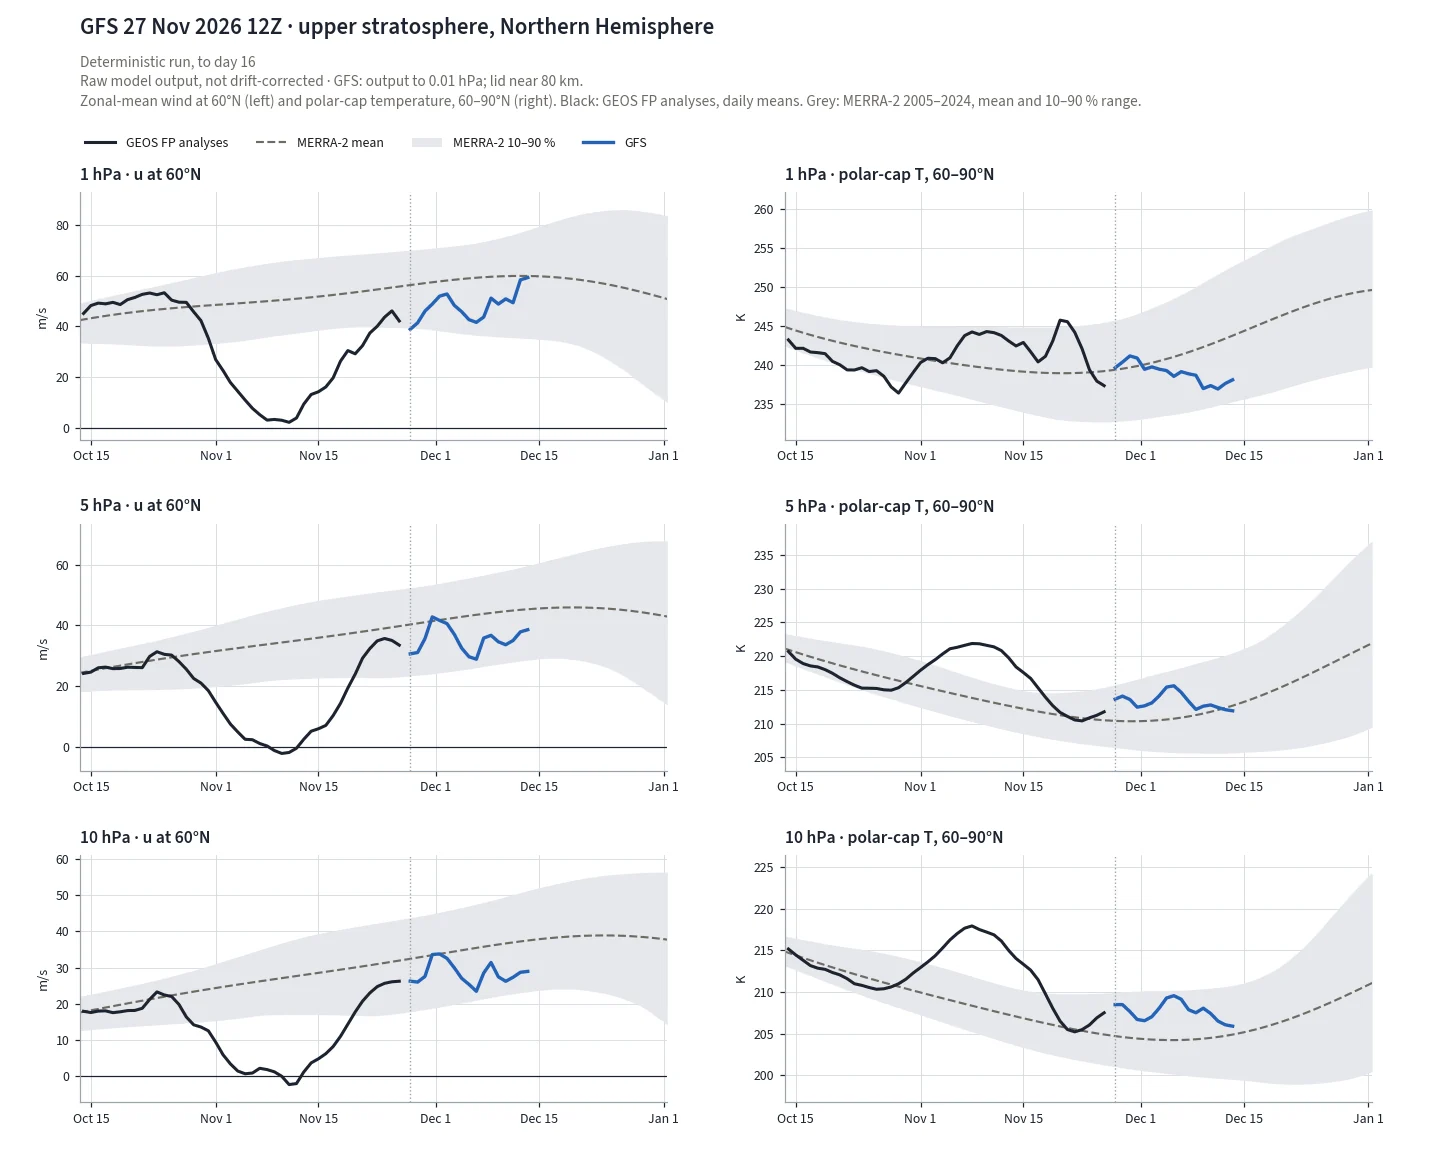 GFS 27 Nov 2026 12Z · upper stratosphere, Northern Hemisphere
Deterministic run, to day 16
Raw model output, not drift-corrected · GFS: output to 0.01 hPa; lid near 80 km.
Zonal-mean wind at 60°N (left) and polar-cap temperature, 60–90°N (right). Black: GEOS FP analyses, daily means. Grey: MERRA-2 2005–2024, mean and 10–90 % range.
GEOS FP analyses MERRA-2 mean MERRA-2 10–90 % GFS
1 hPa · u at 60°N
m/s
80
60
40
20
0
Oct 15 Nov 1 Nov 15 Dec 1 Dec 15 Jan 1
1 hPa · polar-cap T, 60–90°N
K
260
255
250
245
240
235
Oct 15 Nov 1 Nov 15 Dec 1 Dec 15 Jan 1
5 hPa · u at 60°N
m/s
60
40
20
0
Oct 15 Nov 1 Nov 15 Dec 1 Dec 15 Jan 1
5 hPa · polar-cap T, 60–90°N
K
235
230
225
220
215
210
205
Oct 15 Nov 1 Nov 15 Dec 1 Dec 15 Jan 1
10 hPa · u at 60°N
m/s
60
50
40
30
20
10
0
Oct 15 Nov 1 Nov 15 Dec 1 Dec 15 Jan 1
10 hPa · polar-cap T, 60–90°N
K
225
220
215
210
205
200
Oct 15 Nov 1 Nov 15 Dec 1 Dec 15 Jan 1